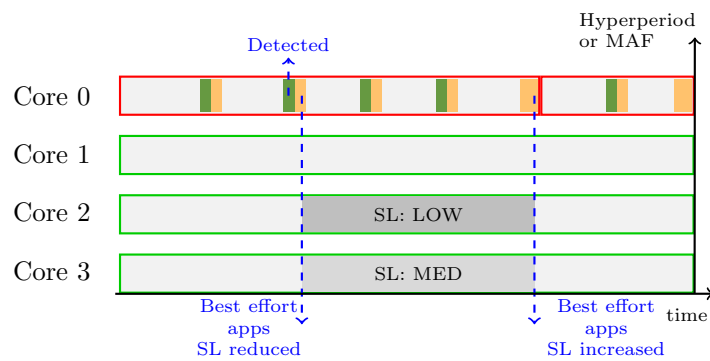 Hyperperiod
or MAF
Detected
Core 0
Core 1
Core 2
SL: LOW
Core 3
SL: MED
time
Best effort
apps
SL reduced
Best effort
apps
SL increased